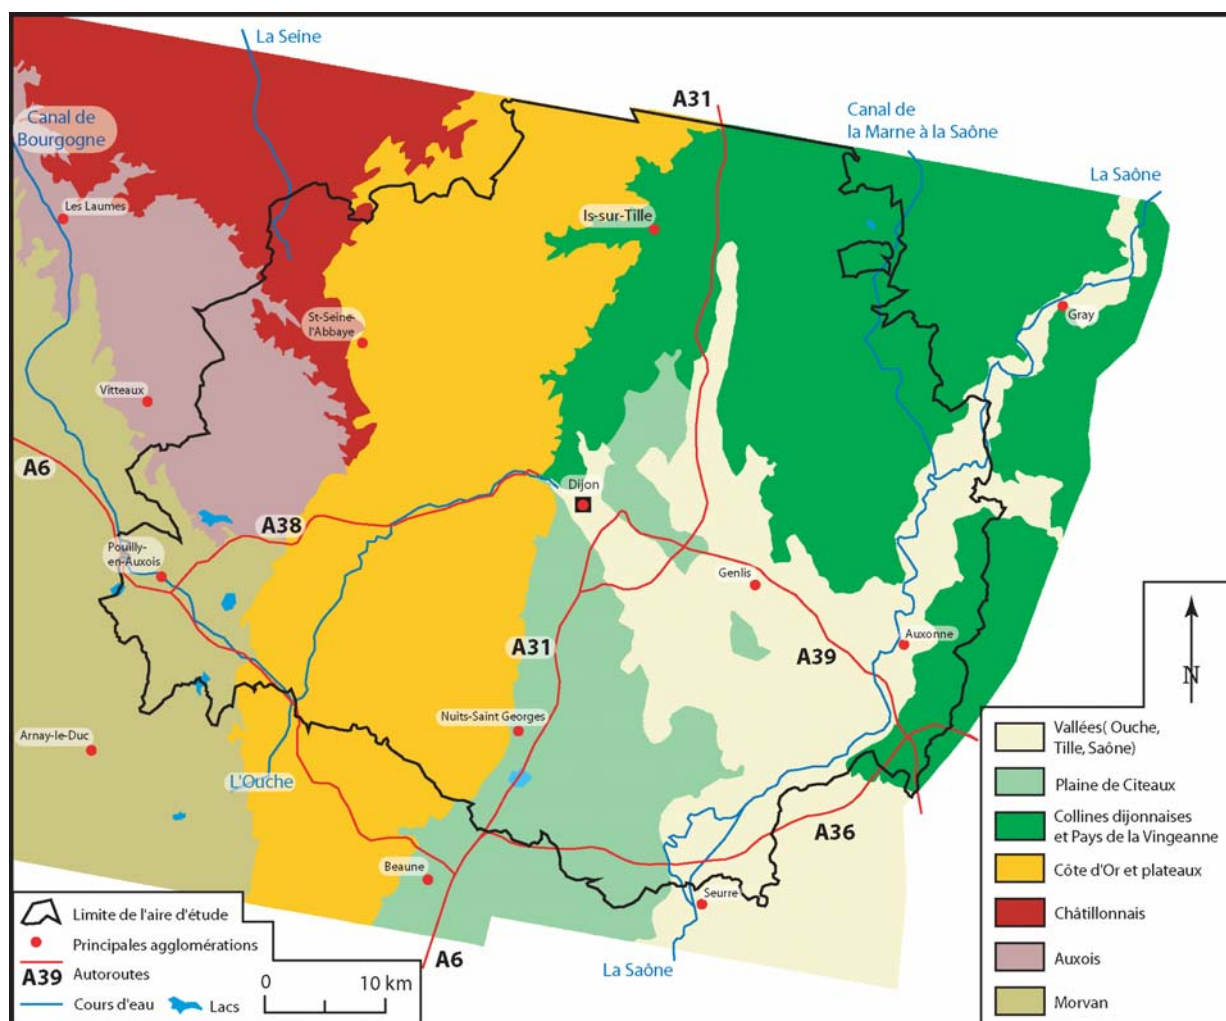 La Seine
A31
Canal de
la Marne à la Saône
Canal de
Bourgogne
La Saône
Les Laumes
Is-sur-Tille
St-Seine-
l'Abbaye
Gray
Vitteaux
A6
A38
Dijon
Pouilly-
en-Auxois
Genlis
Auxonne
A31
A39
Nuits-Saint Georges
Arnay-le-Duc
L'Ouche
A36
Beaune
Seurre
A6
La Saône
N
Vallées( Ouche,
Tille, Saône)
Plaine de Citeaux
Collines dijonnaises
et Pays de la Vingeanne
Côte d'Or et plateaux
Châtillonnais
Auxois
Morvan
Limite de l'aire d'étude
Principales agglomérations
A39 Autoroutes
Cours d'eau Lacs
0 10 km